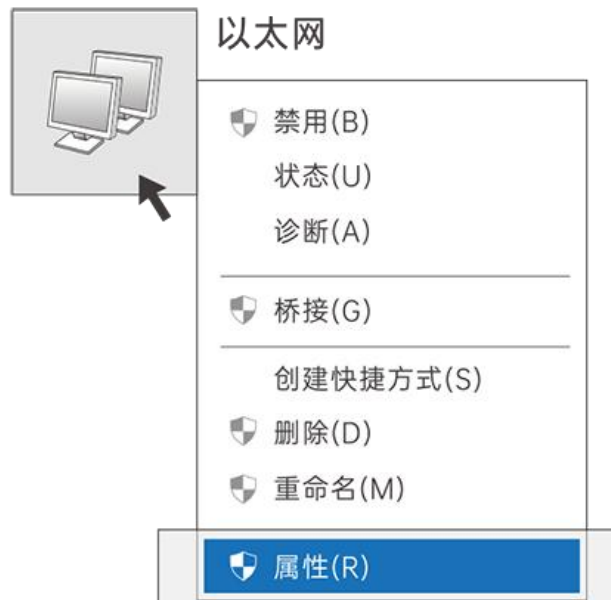 以太网
禁用(B)
状态(U)
诊断(A)
桥接(G)
创建快捷方式(S)
删除(D)
重命名(M)
属性(R)